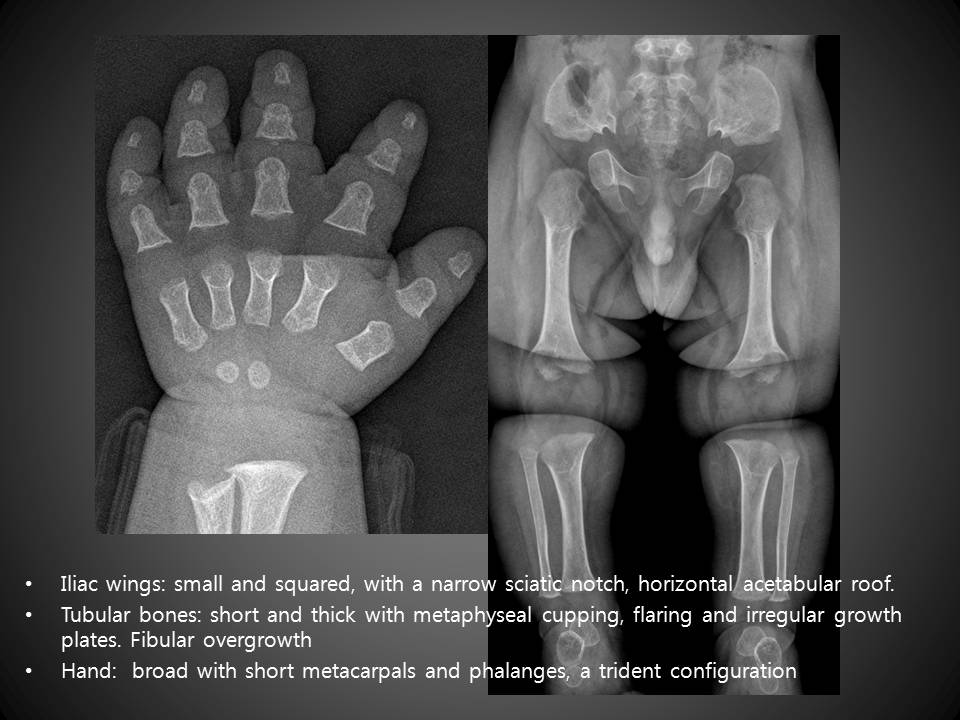 • Iliac wings: small and squared, with a narrow sciatic notch, horizontal acetabular roof.
• Tubular bones: short and thick with metaphyseal cupping, flaring and irregular growth
plates. Fibular overgrowth
• Hand:  broad with short metacarpals and phalanges, a trident configuration